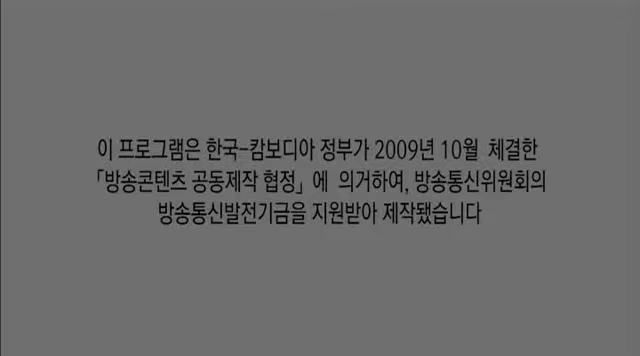 이 프로그램은 한국-캄보디아 정부가 2009년 10월 체결한
「방송콘텐츠 공동제작 협정」 에 의거하여, 방송통신위원회의
방송통신발전기금을 지원받아 제작됐습니다